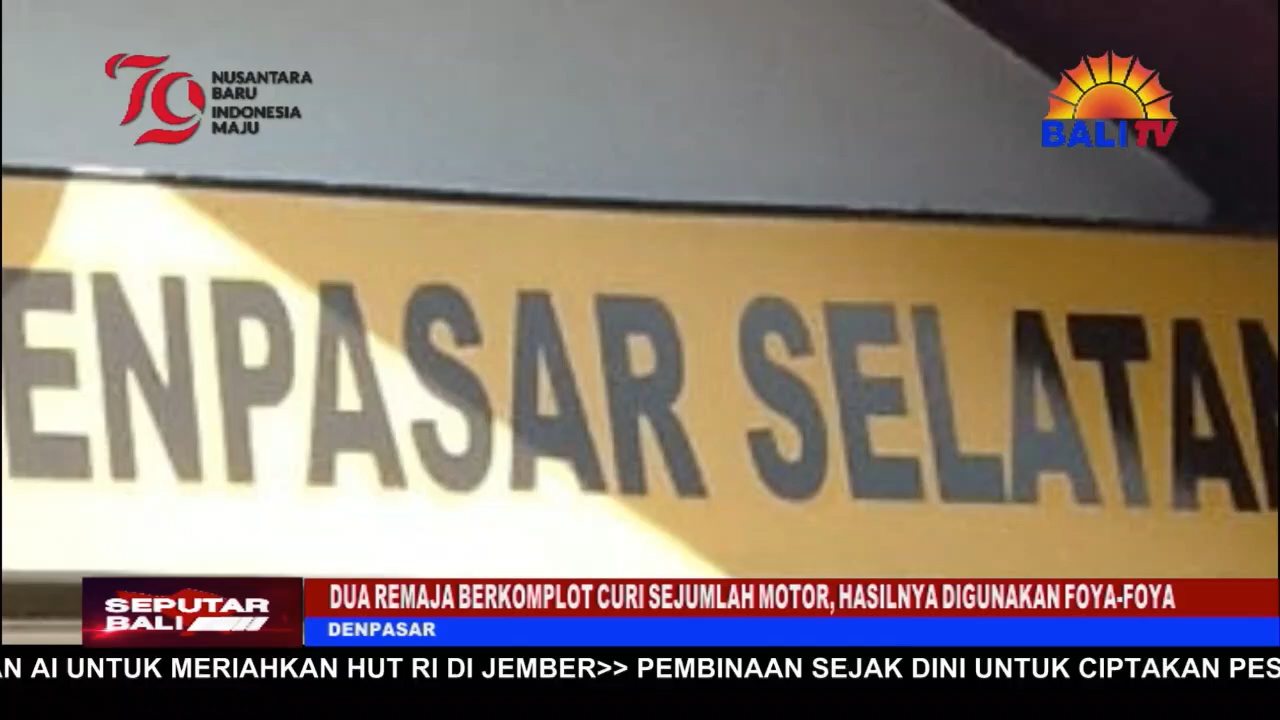 79 NUSANTARA
BARU
INDONESIA
MAJU
BALI TV
ENPASAR SELATAN
SEPUTAR
BALI
DUA REMAJA BERKOMPLOT CURI SEJUMLAH MOTOR, HASILNYA DIGUNAKAN FOYA-FOYA
DENPASAR
AN AI UNTUK MERIAHKAN HUT RI DI JEMBER>> PEMBINAAN SEJAK DINI UNTUK CIPTAKAN PES